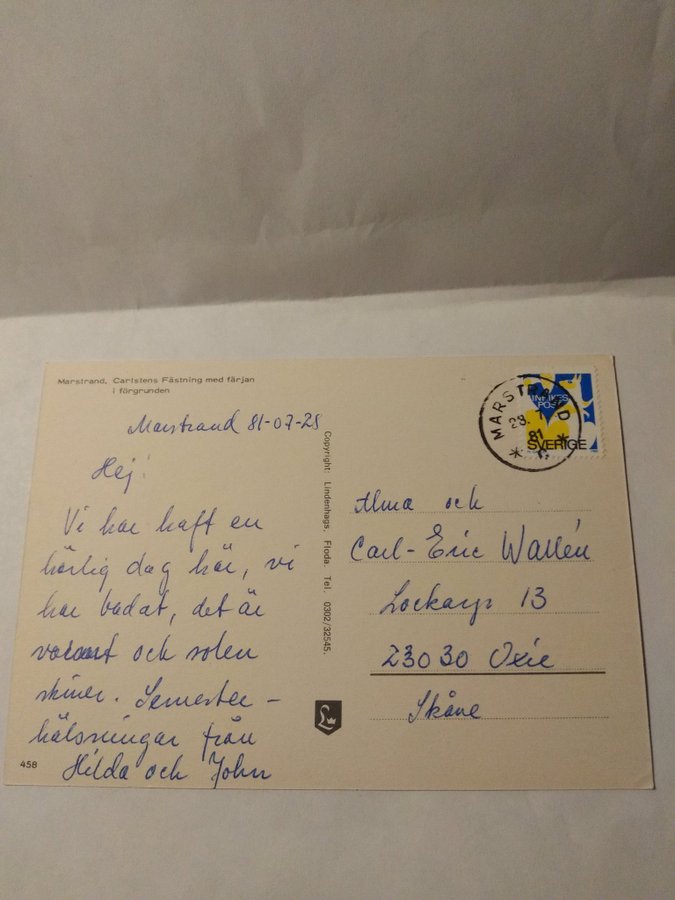 Marstrand, Carlstens Fästning med färjan
i förgrunden
Marstrand 81-07-28
Hej!
Vi har haft en
härlig dag här, vi
har badat, det är
varmt och solen
skiner. Semester-
hälsningar från
Hilda och John
458
Copyright: Lindenhags, Floda. Tel. 0302/32545.
INRIKES
POST
SVERIGE
MARSTRAND
28. 7
81
Alma och
Carl-Eric Wallén
Lockarp 13
23030 Oxie
Skåne